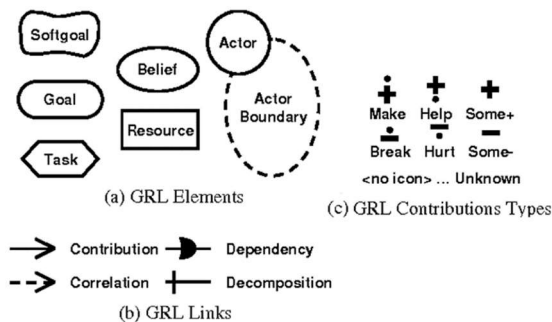 Softgoal
Goal
Task
Belief
Resource
Actor
Actor
Boundary
(a) GRL Elements
Make Help Some+
Break Hurt Some-
<no icon> ... Unknown
(c) GRL Contributions Types
Contribution Dependency
Correlation Decomposition
(b) GRL Links